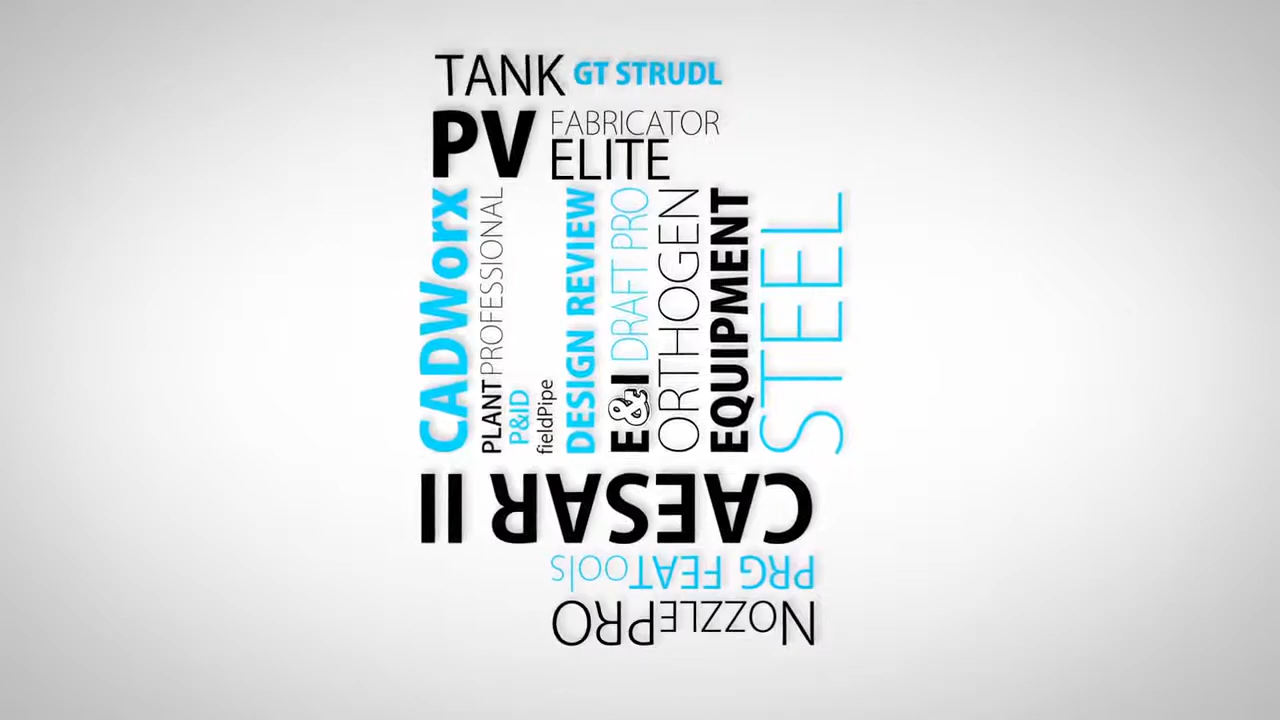 TANK GT STRUDL
PV FABRICATOR
ELITE
CADWorx
PLANT PROFESSIONAL
P&ID
fieldPipe
DESIGN REVIEW
E&I DRAFT PRO
ORTHOGEN
EQUIPMENT
STEEL
CAESAR II
PRG FEATools
NozzlePRO